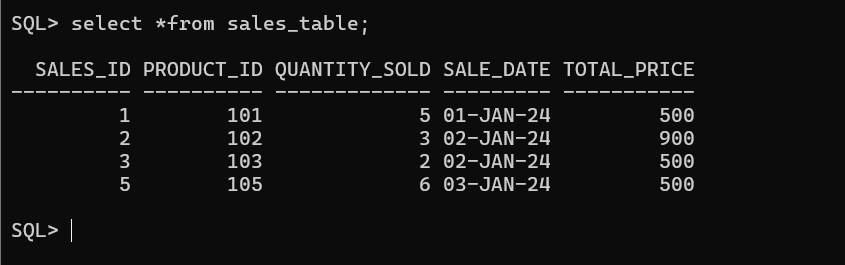 SQL> select *from sales_table;
SALES_ID PRODUCT_ID QUANTITY_SOLD SALE_DATE TOTAL_PRICE
---------- ---------- ------------- --------- -----------
1 101 5 01-JAN-24 500
2 102 3 02-JAN-24 900
3 103 2 02-JAN-24 500
5 105 6 03-JAN-24 500
SQL>